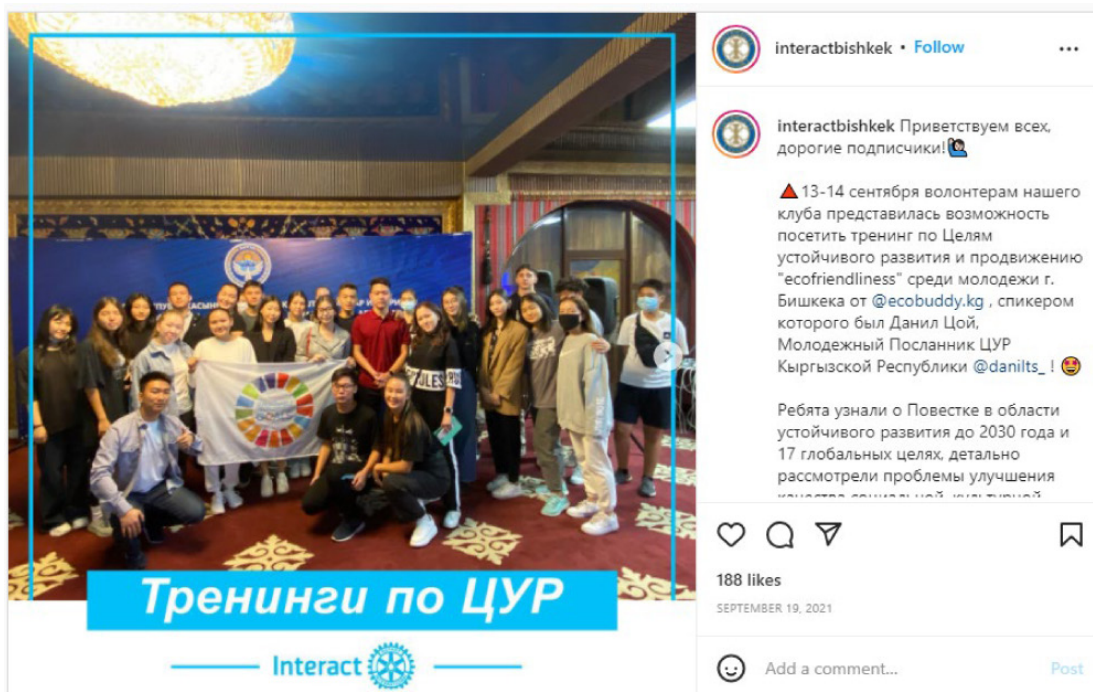 Тренинги по ЦУР
Interact
interactbishkek • Follow
interactbishkek Приветствуем всех,
дорогие подписчики!🙋🏻‍♀️
🔺13-14 сентября волонтерам нашего
клуба представилась возможность
посетить тренинг по Целям
устойчивого развития и продвижению
"ecofriendliness" среди молодежи г.
Бишкека от @ecobuddy.kg , спикером
которого был Данил Цой,
Молодежный Посланник ЦУР
Кыргызской Республики @danilts_ ! 🤩
Ребята узнали о Повестке в области
устойчивого развития до 2030 года и
17 глобальных целях, детально
рассмотрели проблемы улучшения
качества социальной, культурной
188 likes
SEPTEMBER 19, 2021
Add a comment...
Post